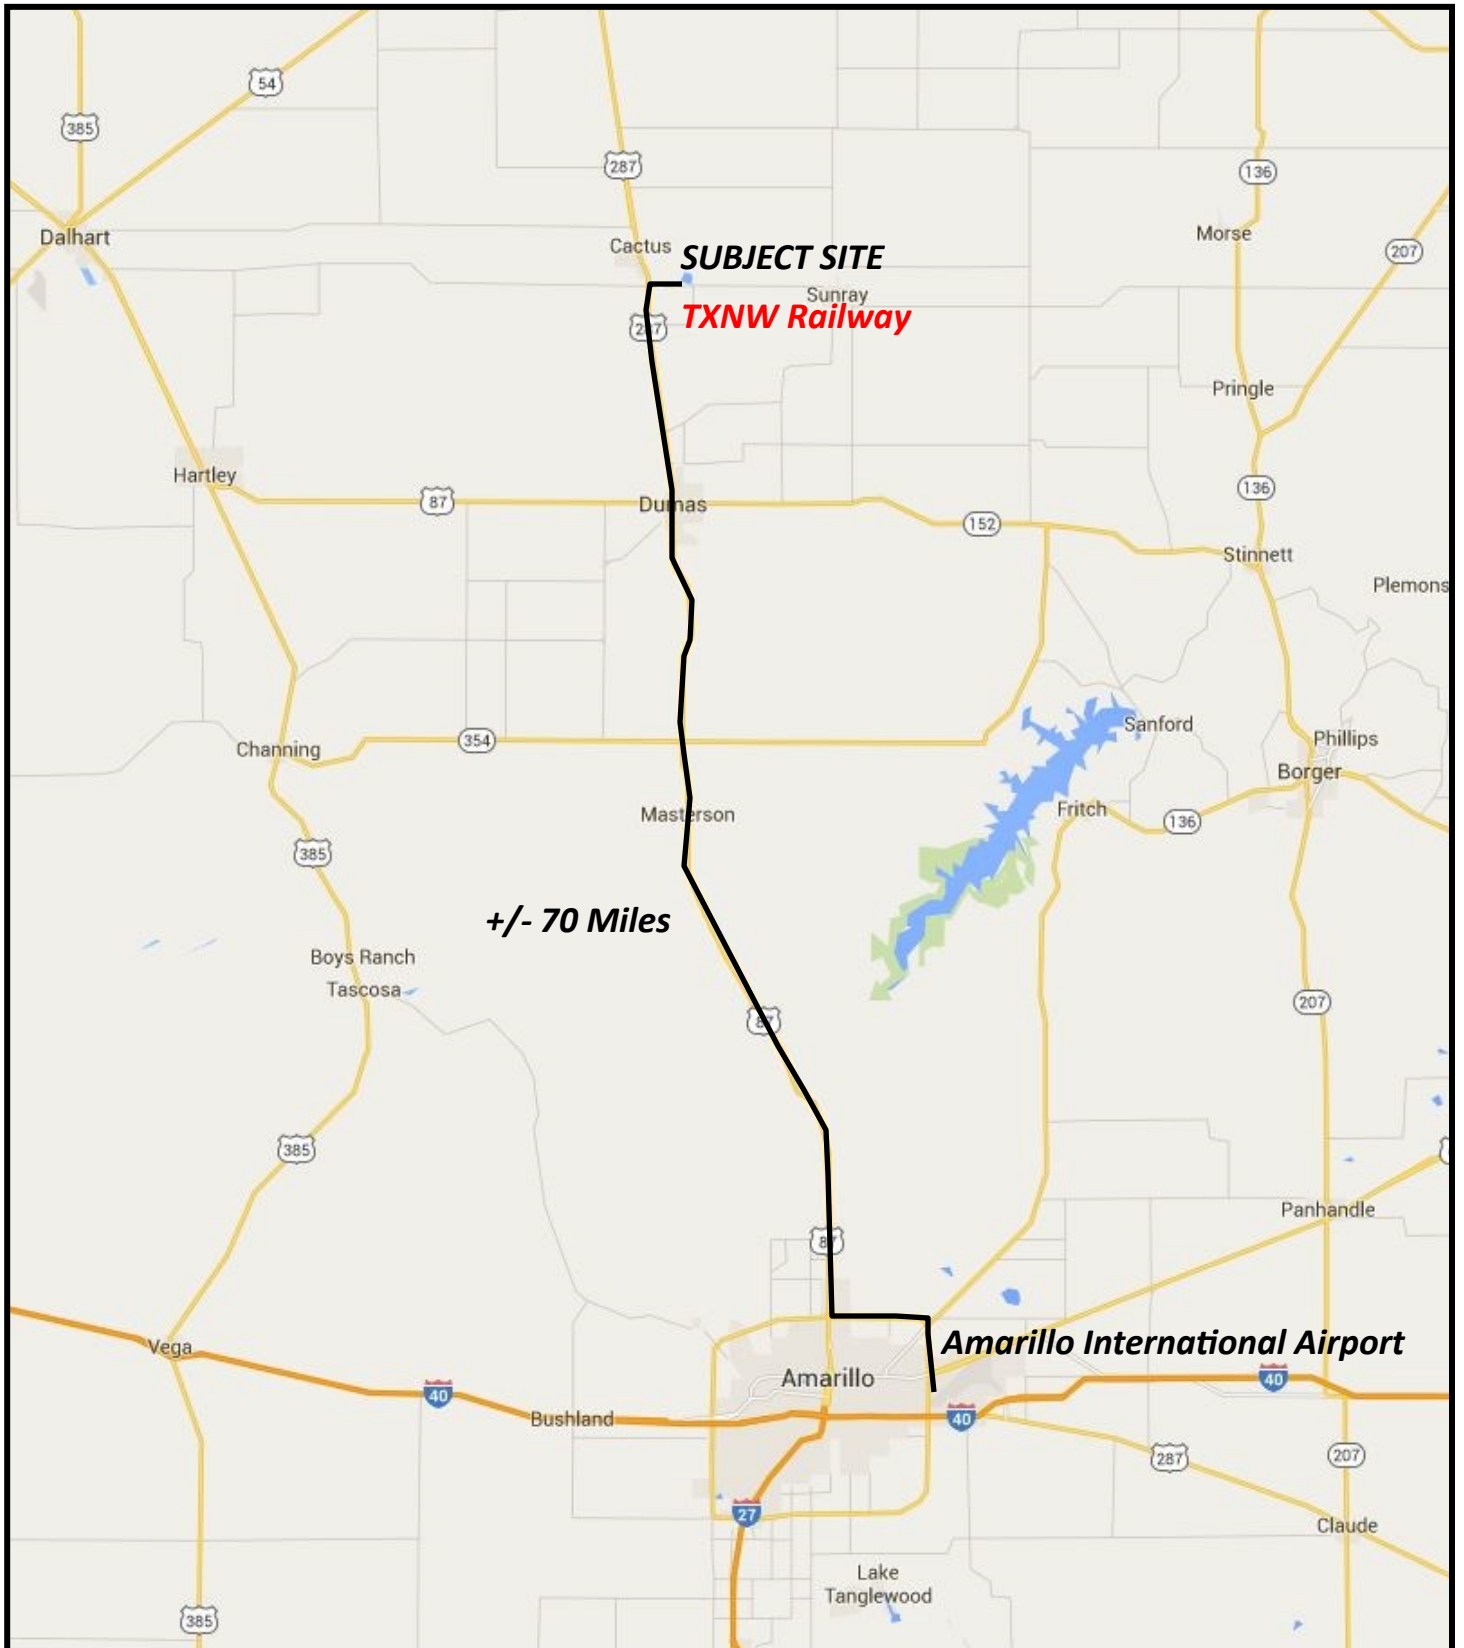 54
385
287
136
Dalhart
Morse
207
Cactus
SUBJECT SITE
Sunray
TXNW Railway
287
Pringle
Hartley
87
Dumas
136
152
Stinnett
Plemons
Sanford
Channing
354
Phillips
Borger
Masterson
Fritch
136
385
+/- 70 Miles
Boys Ranch
Tascosa
207
87
385
Panhandle
87
Vega
Amarillo International Airport
Amarillo
40
40
Bushland
40
287
207
27
Claude
Lake
Tanglewood
385